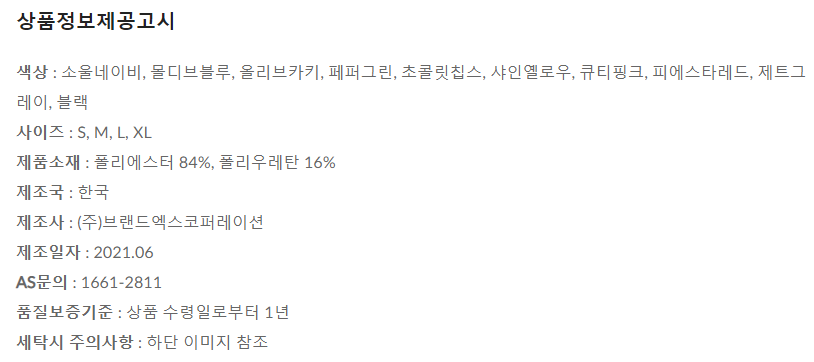 상품정보제공고시
색상 : 소울네이비, 몰디브블루, 올리브카키, 페퍼그린, 초콜릿칩스, 샤인옐로우, 큐티핑크, 피에스타레드, 제트그
레이, 블랙
사이즈 : S, M, L, XL
제품소재 : 폴리에스터 84%, 폴리우레탄 16%
제조국 : 한국
제조사 : (주)브랜드엑스코퍼레이션
제조일자 : 2021.06
AS문의 : 1661-2811
품질보증기준 : 상품 수령일로부터 1년
세탁시 주의사항 : 하단 이미지 참조